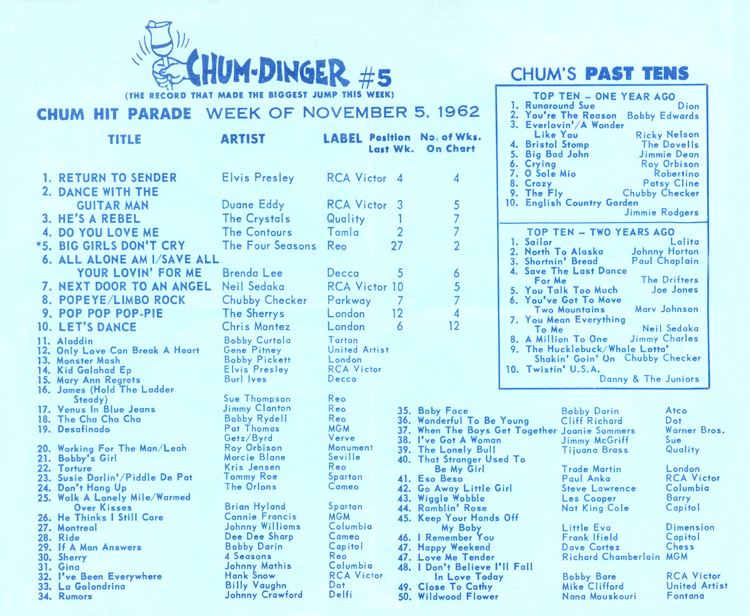 CHUM-DINGER #5
(THE RECORD THAT MADE THE BIGGEST JUMP THIS WEEK)
CHUM HIT PARADE WEEK OF NOVEMBER 5, 1962
TITLE ARTIST LABEL Position Last Wk. No. of Wks. On Chart
1. RETURN TO SENDER Elvis Presley RCA Victor 4 4
2. DANCE WITH THE
GUITAR MAN Duane Eddy RCA Victor 3 5
3. HE'S A REBEL The Crystals Quality 1 7
4. DO YOU LOVE ME The Contours Tamla 2 7
*5. BIG GIRLS DON'T CRY The Four Seasons Reo 27 2
6. ALL ALONE AM I/SAVE ALL
YOUR LOVIN' FOR ME Brenda Lee Decca 5 6
7. NEXT DOOR TO AN ANGEL Neil Sedaka RCA Victor 10 5
8. POPEYE/LIMBO ROCK Chubby Checker Parkway 7 7
9. POP POP POP-PIE The Sherrys London 12 4
10. LET'S DANCE Chris Montez London 6 12
11. Aladdin Bobby Curtola Tartan
12. Only Love Can Break A Heart Gene Pitney United Artist
13. Monster Mash Bobby Pickett London
14. Kid Galahad Ep Elvis Presley RCA Victor
15. Mary Ann Regrets Burl Ives Decca
16. James (Hold The Ladder
Steady) Sue Thompson Reo
17. Venus In Blue Jeans Jimmy Clanton Reo
18. The Cha Cha Cha Bobby Rydell Reo
19. Desafinado Pat Thomas MGM
Getz/Byrd Verve
20. Working For The Man/Leah Roy Orbison Monument
21. Bobby's Girl Marcie Blane Seville
22. Torture Kris Jensen Reo
23. Susie Darlin'/Piddle De Pat Tommy Roe Sparton
24. Don't Hang Up The Orlons Cameo
25. Walk A Lonely Mile/Warmed
Over Kisses Brian Hyland Sparton
26. He Thinks I Still Care Connie Francis MGM
27. Montreal Johnny Williams Columbia
28. Ride Dee Dee Sharp Cameo
29. If A Man Answers Bobby Darin Capitol
30. Sherry 4 Seasons Reo
31. Gina Johnny Mathis Columbia
32. I've Been Everywhere Hank Snow RCA Victor
33. La Golondrina Billy Vaughn Dot
34. Rumors Johnny Crawford Delfi
35. Baby Face Bobby Darin Atco
36. Wonderful To Be Young Cliff Richard Dot
37. When The Boys Get Together Joanie Sommers Warner Bros.
38. I've Got A Woman Jimmy McGriff Sue
39. The Lonely Bull Tijuana Brass Quality
40. That Stranger Used To
Be My Girl Trade Martin London
41. Eso Beso Paul Anka RCA Victor
42. Go Away Little Girl Steve Lawrence Columbia
43. Wiggle Wobble Les Cooper Barry
44. Ramblin' Rose Nat King Cole Capitol
45. Keep Your Hands Off
My Baby Little Eva Dimension
46. I Remember You Frank Ifield Capitol
47. Happy Weekend Dave Cortez Chess
47. Love Me Tender Richard Chamberlain MGM
48. I Don't Believe I'll Fall
In Love Today Bobby Bare RCA Victor
49. Close To Cathy Mike Clifford United Artist
50. Wildwood Flower Nana Mouskouri Fontana
CHUM'S PAST TENS
TOP TEN – ONE YEAR AGO
1. Runaround Sue Dion
2. You're The Reason Bobby Edwards
3. Everlovin'/A Wonder
Like You Ricky Nelson
4. Bristol Stomp The Dovells
5. Big Bad John Jimmie Dean
6. Crying Roy Orbison
7. O Sole Mio Robertino
8. Crazy Patsy Cline
9. The Fly Chubby Checker
10. English Country Garden
Jimmie Rodgers
TOP TEN – TWO YEARS AGO
1. Sailor Lolita
2. North To Alaska Johnny Horton
3. Shortnin' Bread Paul Chaplain
4. Save The Last Dance
For Me The Drifters
5. You Talk Too Much Joe Jones
6. You've Got To Move
Two Mountains Marv Johnson
7. You Mean Everything
To Me Neil Sedaka
8. A Million To One Jimmy Charles
9. The Hucklebuck/Whole Lotta'
Shakin' Goin' On Chubby Checker
10. Twistin' U.S.A.
Danny & The Juniors